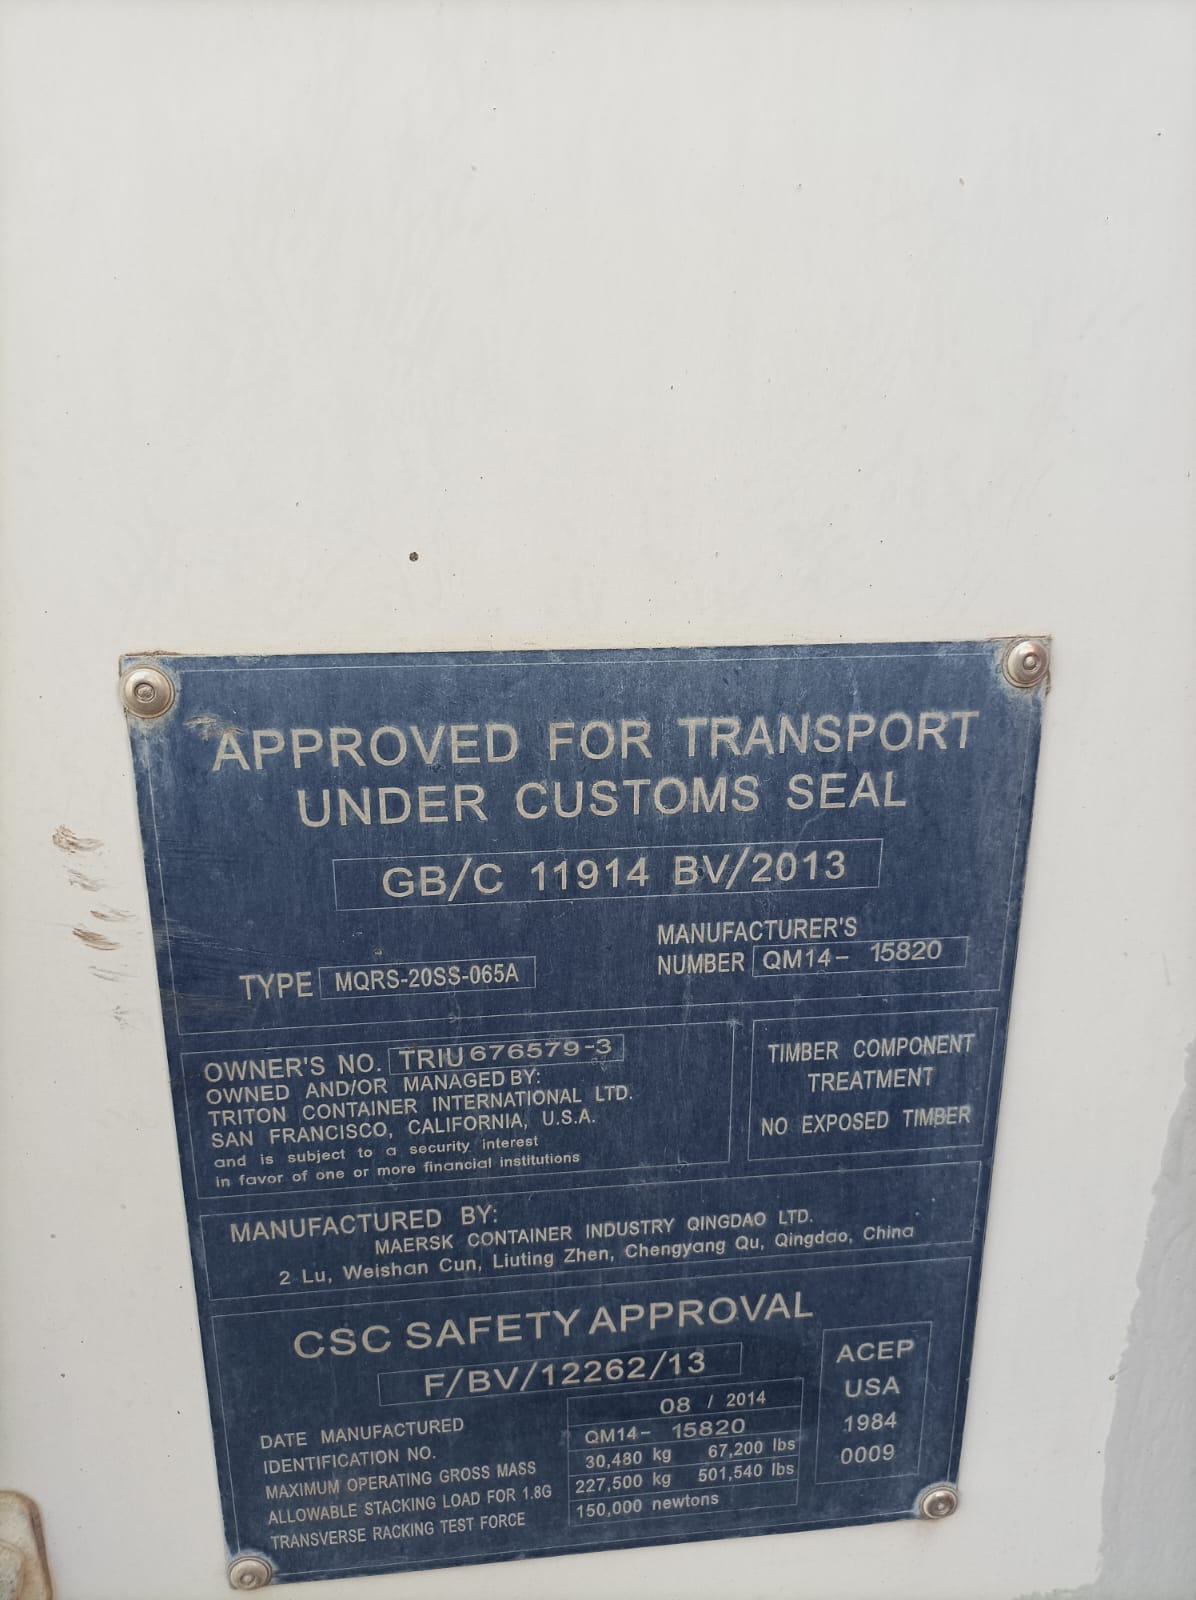 APPROVED FOR TRANSPORT
UNDER CUSTOMS SEAL
GB/C 11914 BV/2013
TYPE MQRS-20SS-065A
MANUFACTURER'S
NUMBER QM14- 15820
OWNER'S NO. TRIU 676579-3
OWNED AND/OR MANAGED BY:
TRITON CONTAINER INTERNATIONAL LTD.
SAN FRANCISCO, CALIFORNIA, U.S.A.
and is subject to a security interest
in favor of one or more financial institutions
TIMBER COMPONENT
TREATMENT
NO EXPOSED TIMBER
MANUFACTURED BY:
MAERSK CONTAINER INDUSTRY QINGDAO LTD.
2 Lu, Weishan Cun, Liuting Zhen, Chengyang Qu, Qingdao, China
CSC SAFETY APPROVAL
F/BV/12262/13
DATE MANUFACTURED 08 / 2014
IDENTIFICATION NO. QM14- 15820
MAXIMUM OPERATING GROSS MASS 30,480 kg 67,200 lbs
ALLOWABLE STACKING LOAD FOR 1.8G 227,500 kg 501,540 lbs
TRANSVERSE RACKING TEST FORCE 150,000 newtons
ACEP
USA
1984
0009